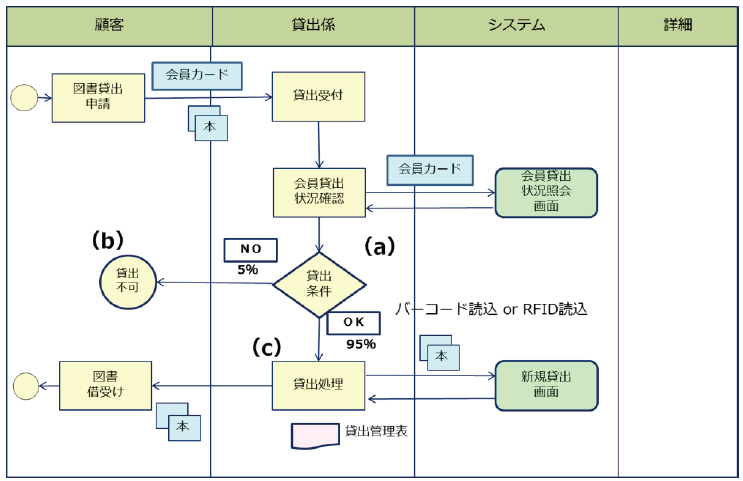 顧客
貸出係
システム
詳細
会員カード
図書貸出
申請
貸出受付
本
会員カード
会員貸出
状況確認
会員貸出
状況照会
画面
(b)
NO
5%
(a)
貸出
不可
貸出
条件
バーコード読込 or RFID読込
OK
95%
(c)
本
図書
借受け
貸出処理
新規貸出
画面
本
貸出管理表